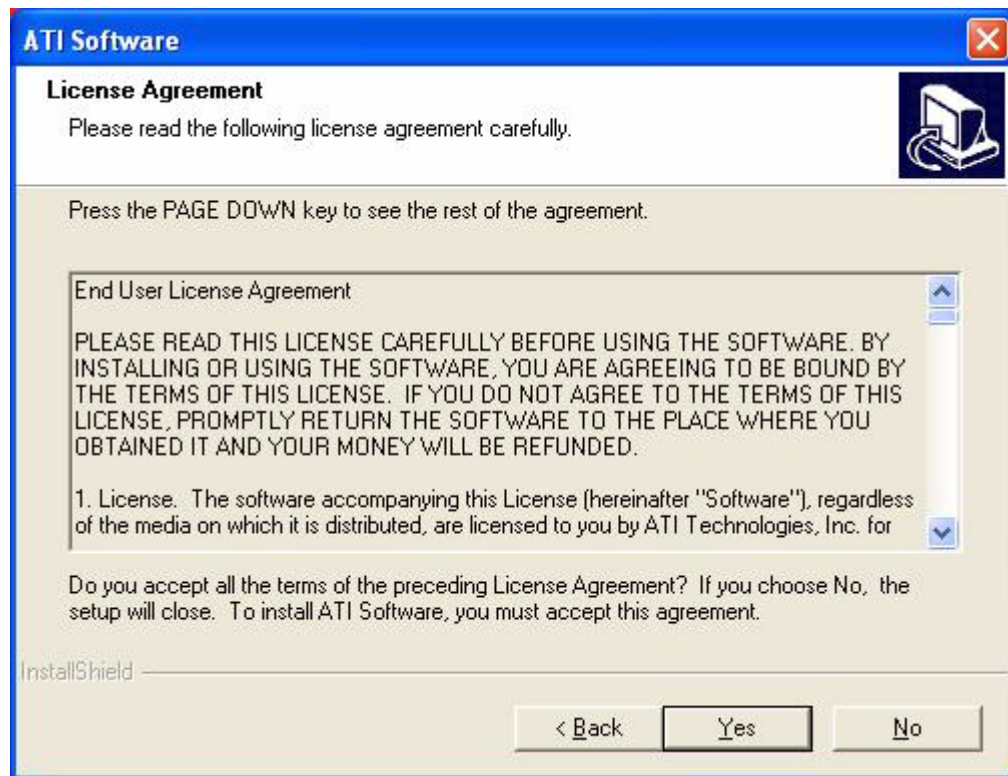 ATI Software
License Agreement
Please read the following license agreement carefully.
Press the PAGE DOWN key to see the rest of the agreement.
End User License Agreement
PLEASE READ THIS LICENSE CAREFULLY BEFORE USING THE SOFTWARE. BY
INSTALLING OR USING THE SOFTWARE, YOU ARE AGREEING TO BE BOUND BY
THE TERMS OF THIS LICENSE.  IF YOU DO NOT AGREE TO THE TERMS OF THIS
LICENSE, PROMPTLY RETURN THE SOFTWARE TO THE PLACE WHERE YOU
OBTAINED IT AND YOUR MONEY WILL BE REFUNDED.
1. License.  The software accompanying this License (hereinafter "Software"), regardless
of the media on which it is distributed, are licensed to you by ATI Technologies, Inc. for
Do you accept all the terms of the preceding License Agreement?  If you choose No,  the
setup will close.  To install ATI Software, you must accept this agreement.
InstallShield
< Back
Yes
No